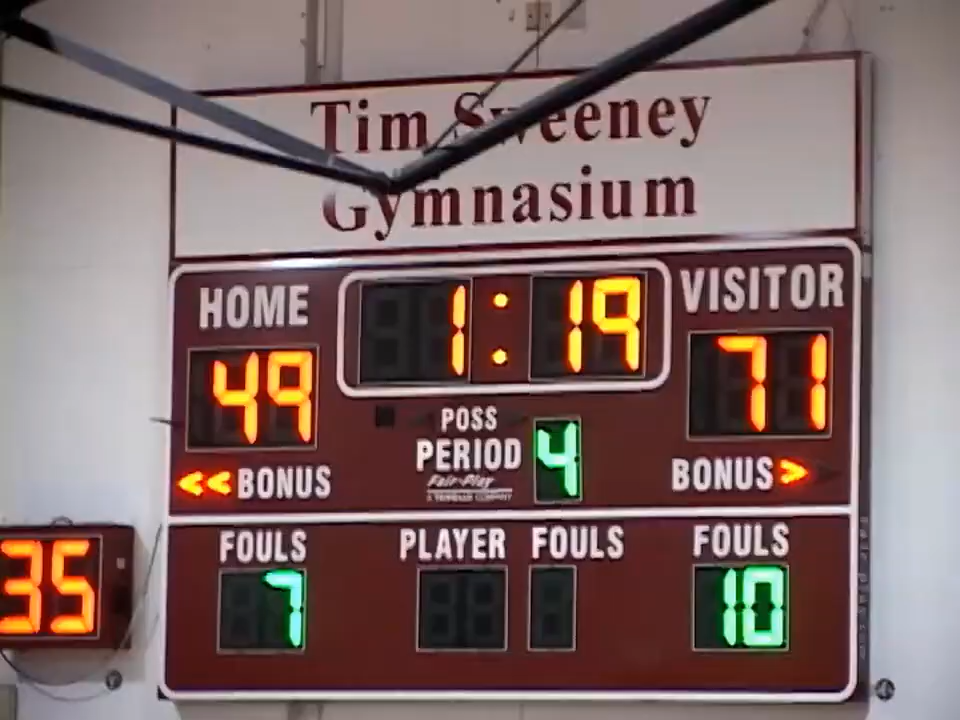 Tim Sweeney
Gymnasium
HOME 1:19 VISITOR
49 71
POSS
PERIOD 4
Fair-Play
<< BONUS BONUS >
FOULS PLAYER FOULS FOULS
7 10
35